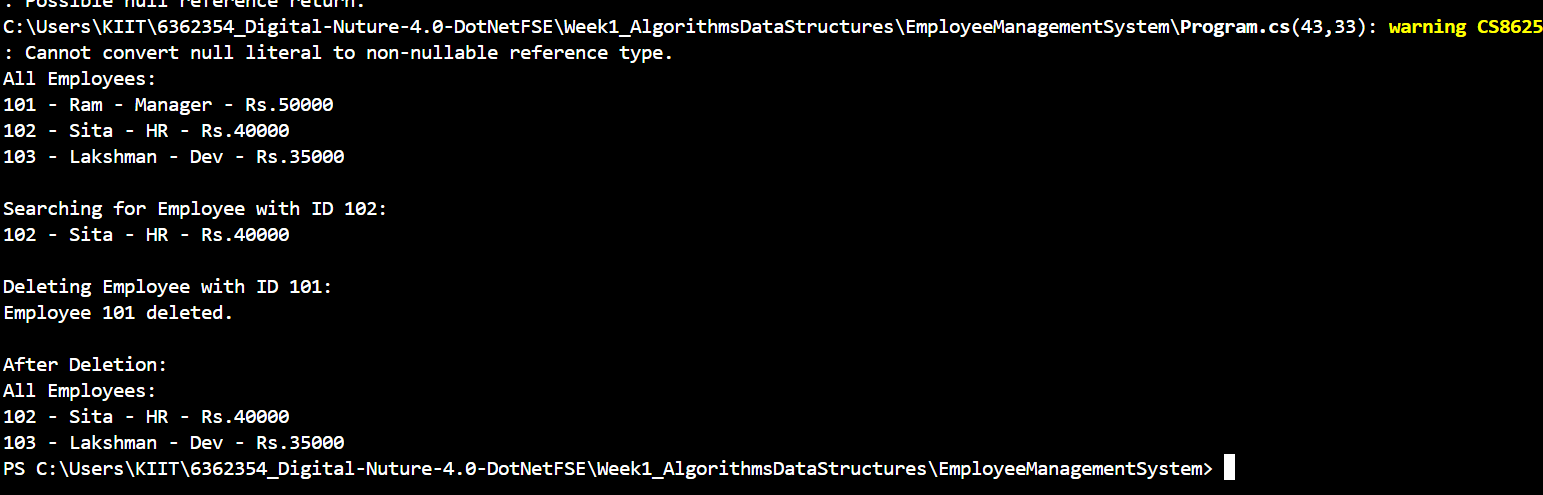 : Possible null reference return.
C:\Users\KIIT\6362354_Digital-Nuture-4.0-DotNetFSE\Week1_AlgorithmsDataStructures\EmployeeManagementSystem\Program.cs(43,33): warning CS8625
: Cannot convert null literal to non-nullable reference type.
All Employees:
101 - Ram - Manager - Rs.50000
102 - Sita - HR - Rs.40000
103 - Lakshman - Dev - Rs.35000
Searching for Employee with ID 102:
102 - Sita - HR - Rs.40000
Deleting Employee with ID 101:
Employee 101 deleted.
After Deletion:
All Employees:
102 - Sita - HR - Rs.40000
103 - Lakshman - Dev - Rs.35000
PS C:\Users\KIIT\6362354_Digital-Nuture-4.0-DotNetFSE\Week1_AlgorithmsDataStructures\EmployeeManagementSystem>